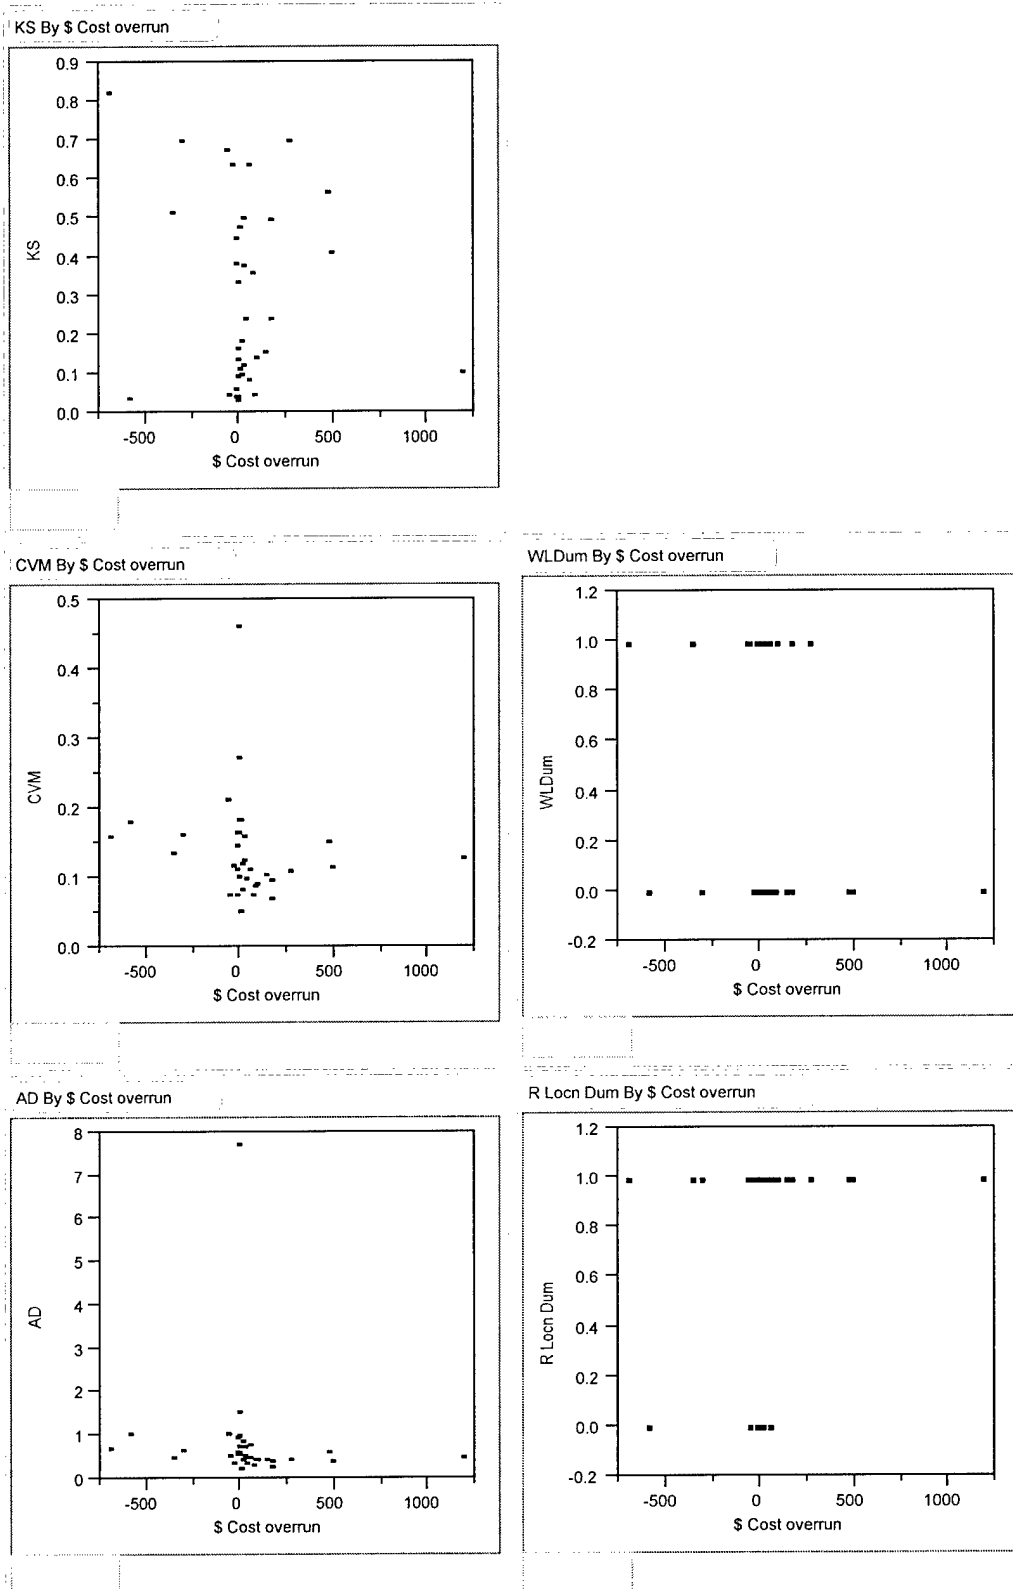 KS By $ Cost overrun
0.9
0.8
0.7
0.6
0.5
0.4
0.3
0.2
0.1
0.0
KS
-500 0 500 1000
$ Cost overrun
CVM By $ Cost overrun
0.5
0.4
0.3
0.2
0.1
0.0
CVM
-500 0 500 1000
$ Cost overrun
WLDum By $ Cost overrun
1.2
1.0
0.8
0.6
0.4
0.2
0.0
-0.2
WLDum
-500 0 500 1000
$ Cost overrun
AD By $ Cost overrun
8
7
6
5
4
3
2
1
0
AD
-500 0 500 1000
$ Cost overrun
R Locn Dum By $ Cost overrun
1.2
1.0
0.8
0.6
0.4
0.2
0.0
-0.2
R Locn Dum
-500 0 500 1000
$ Cost overrun